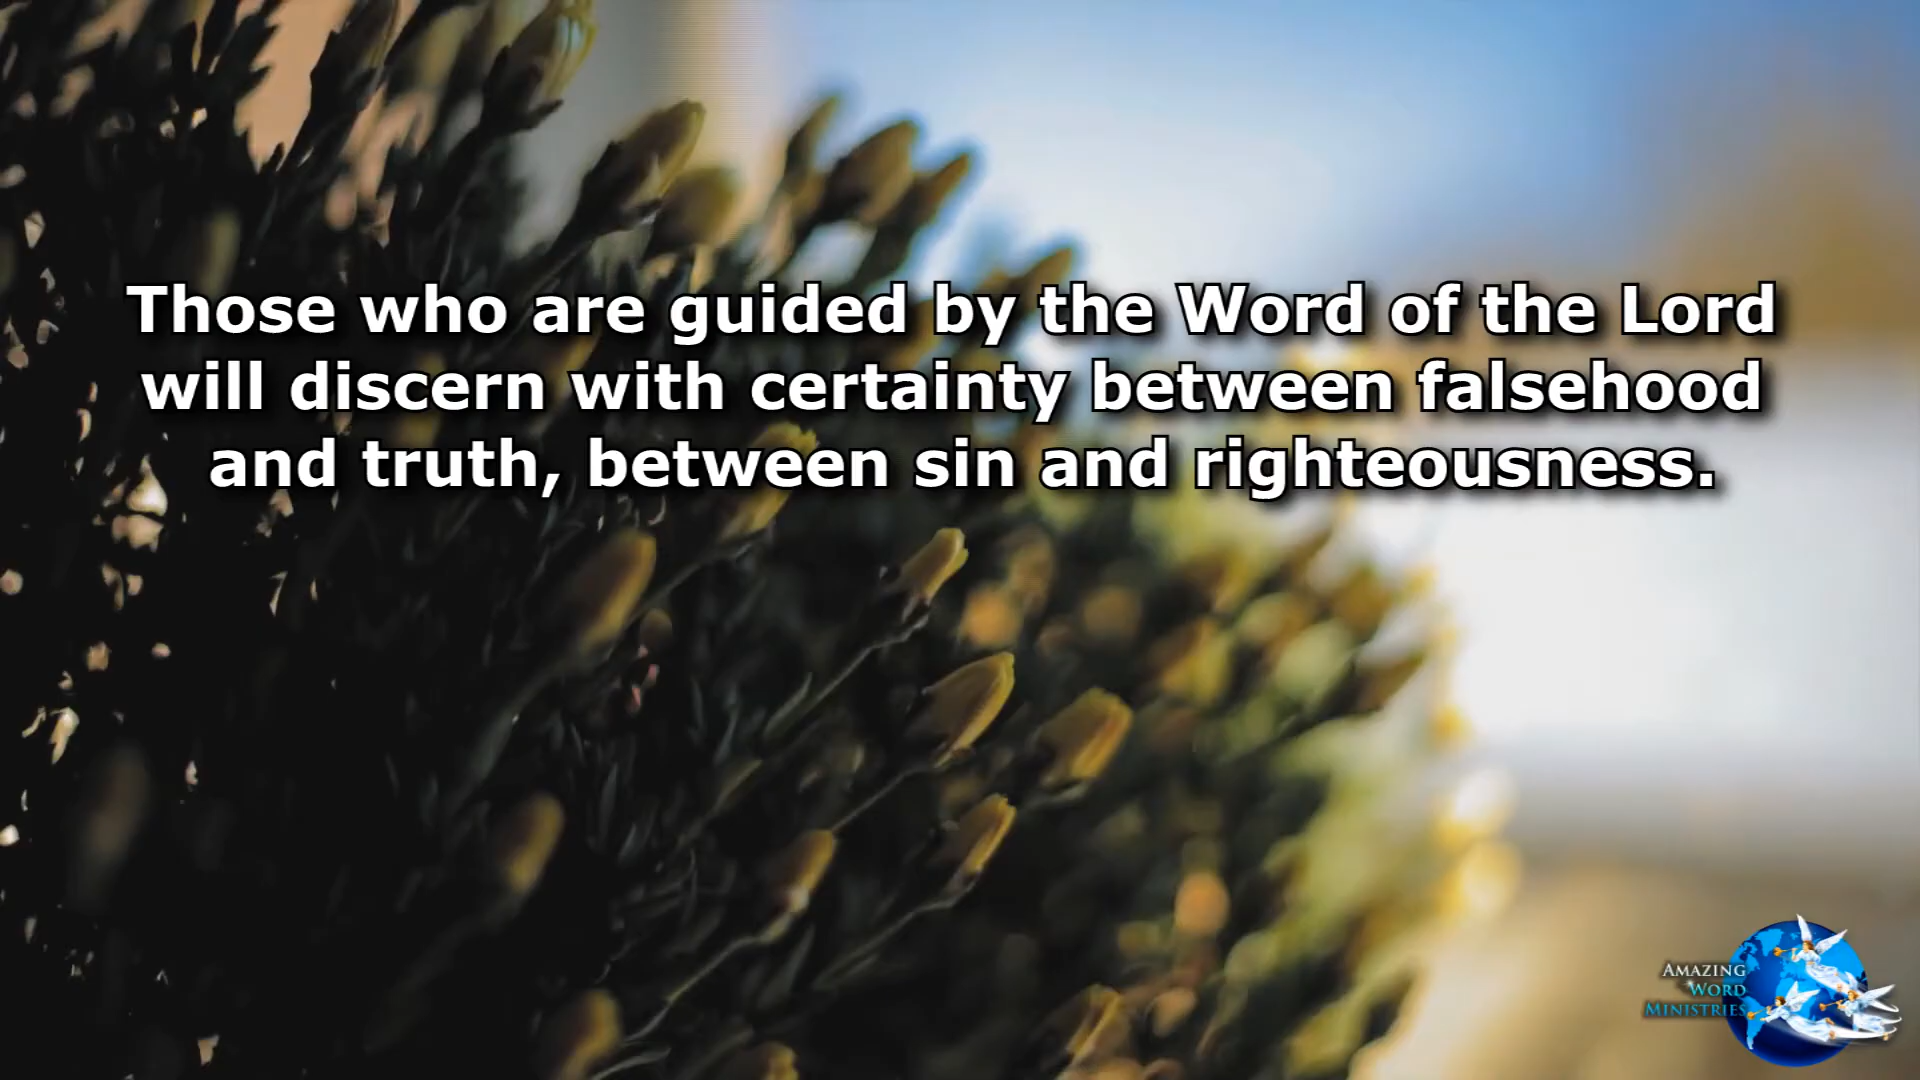 Those who are guided by the Word of the Lord
will discern with certainty between falsehood
and truth, between sin and righteousness.
AMAZING
WORD
MINISTRIES